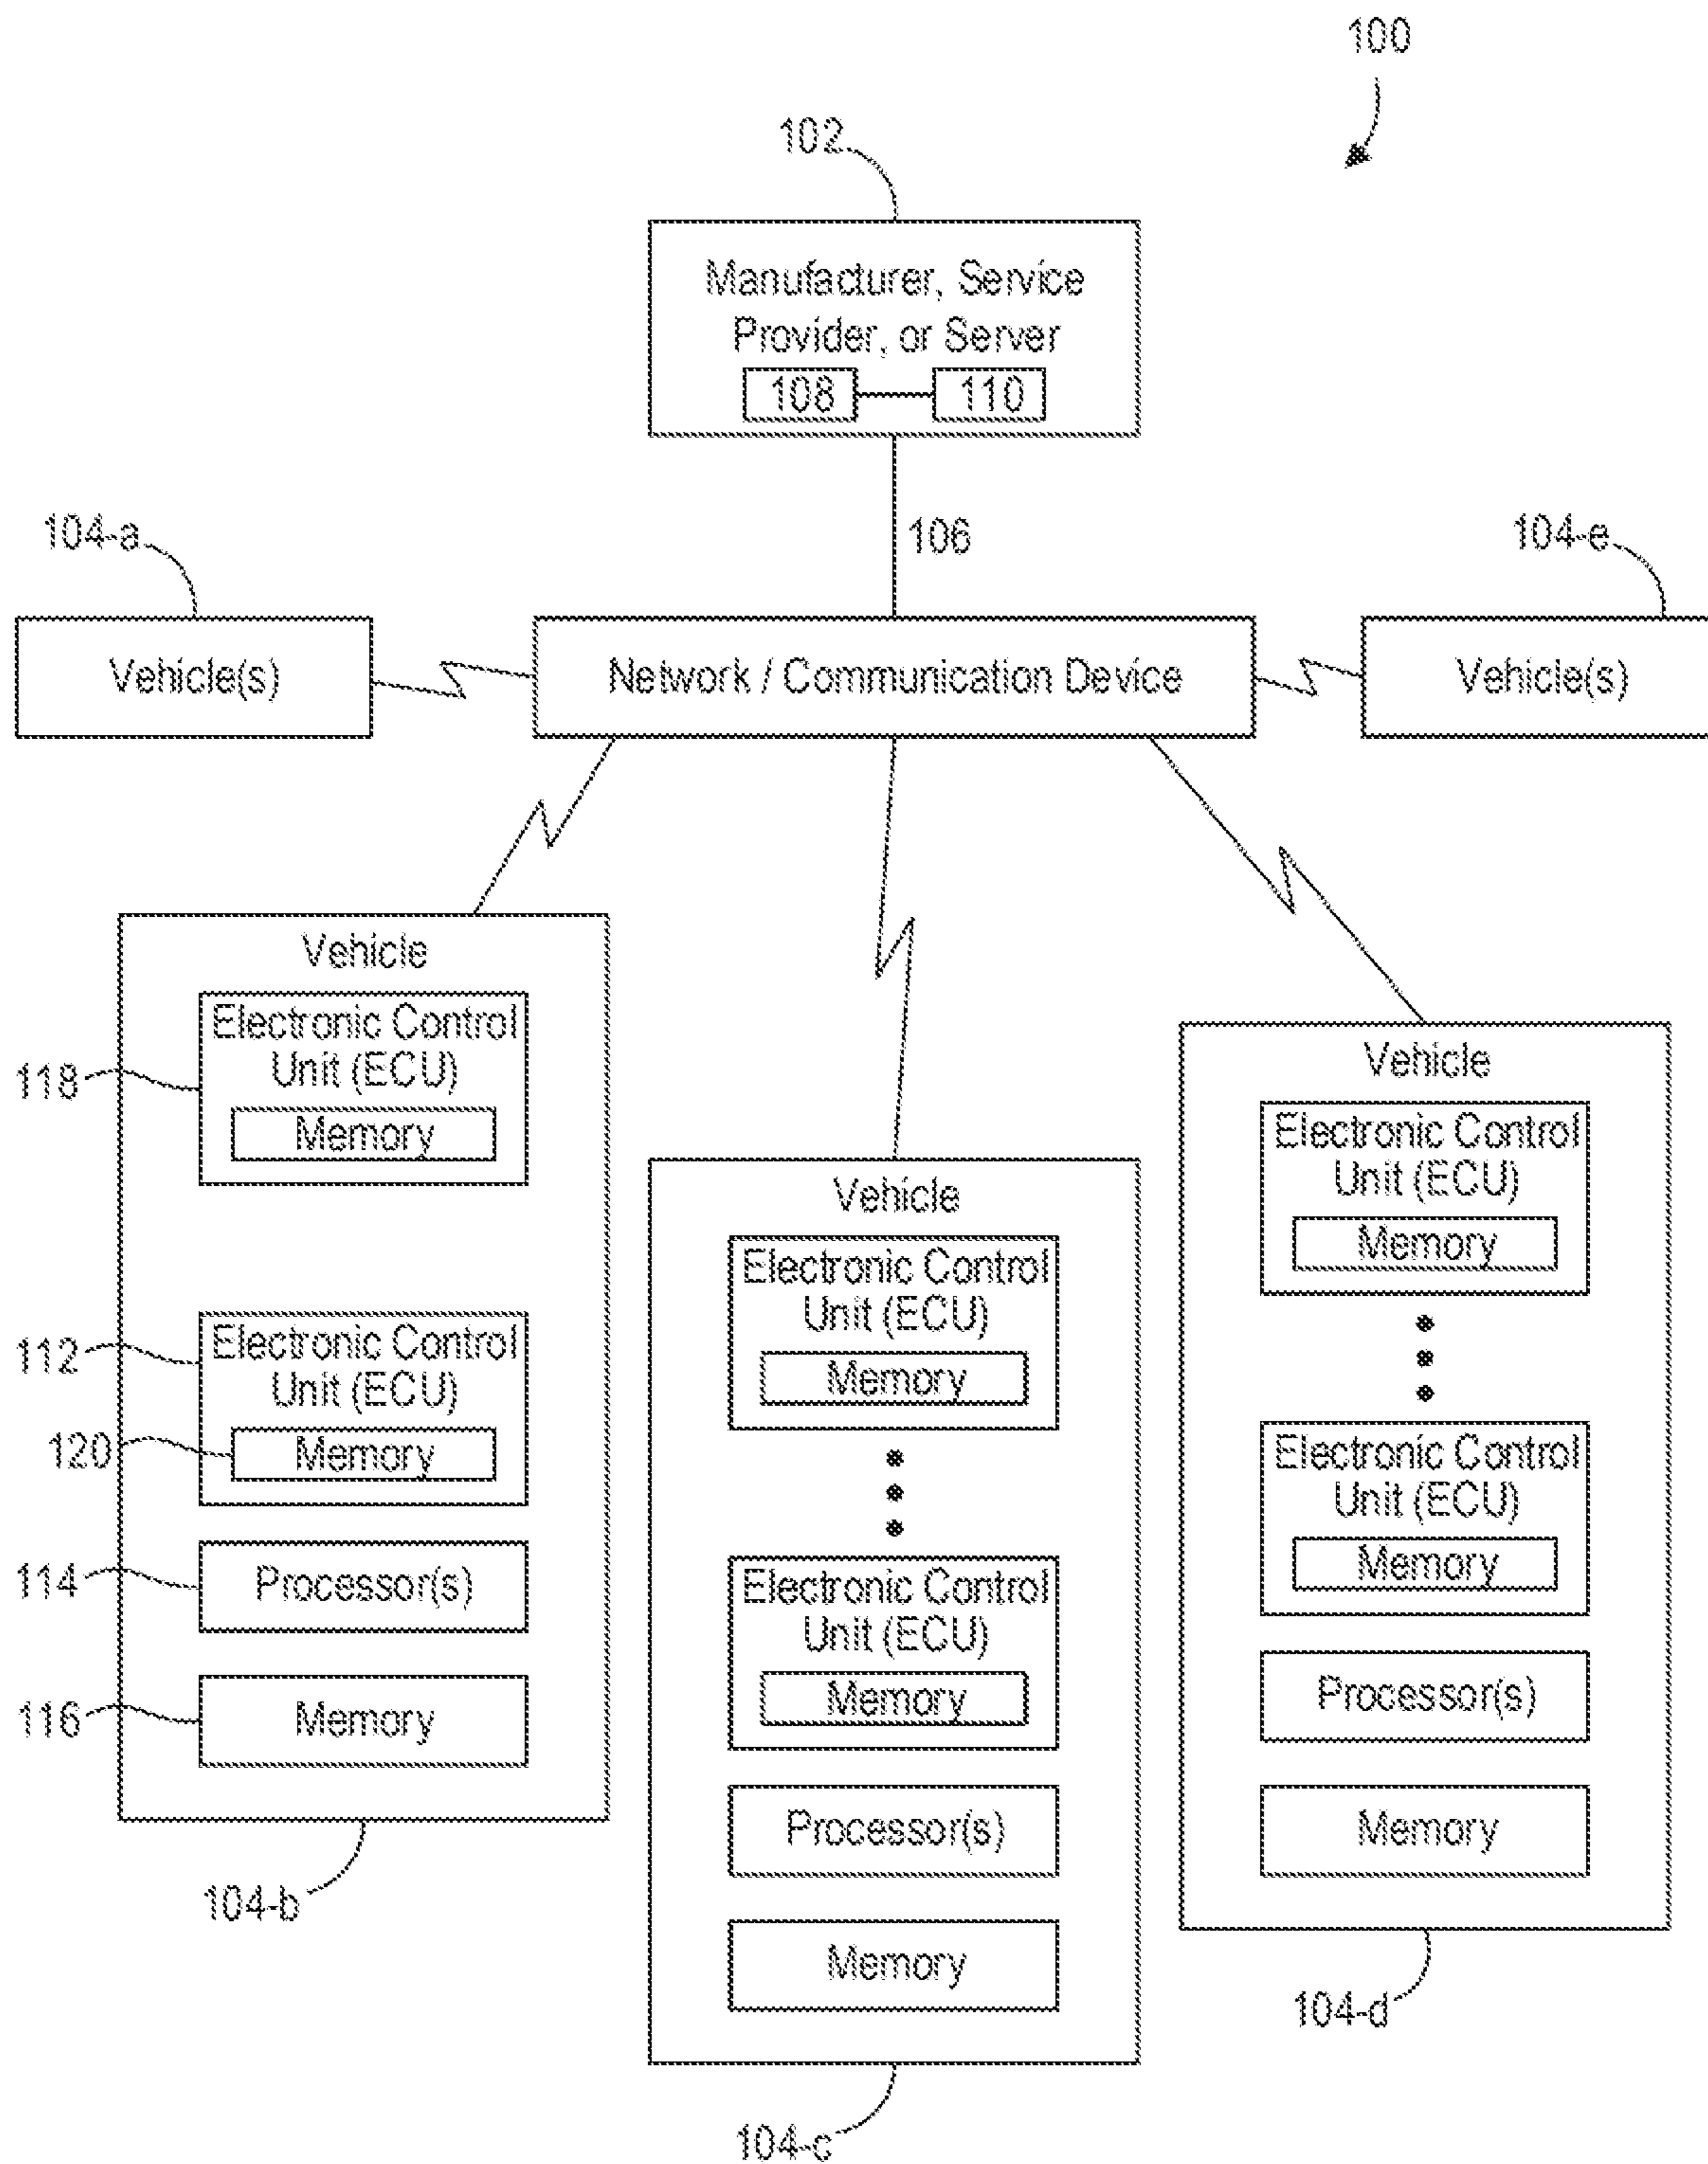 100
102
Manufacturer, Service
Provider, or Server
108
110
106
104-a
104-e
Vehicle(s)
Network / Communication Device
Vehicle(s)
Vehicle
Electronic Control
Unit (ECU)
Memory
118
Electronic Control
Unit (ECU)
Memory
112
120
Processor(s)
114
Memory
116
104-b
Vehicle
Electronic Control
Unit (ECU)
Memory
Electronic Control
Unit (ECU)
Memory
Processor(s)
Memory
104-c
Vehicle
Electronic Control
Unit (ECU)
Memory
Electronic Control
Unit (ECU)
Memory
Processor(s)
Memory
104-d